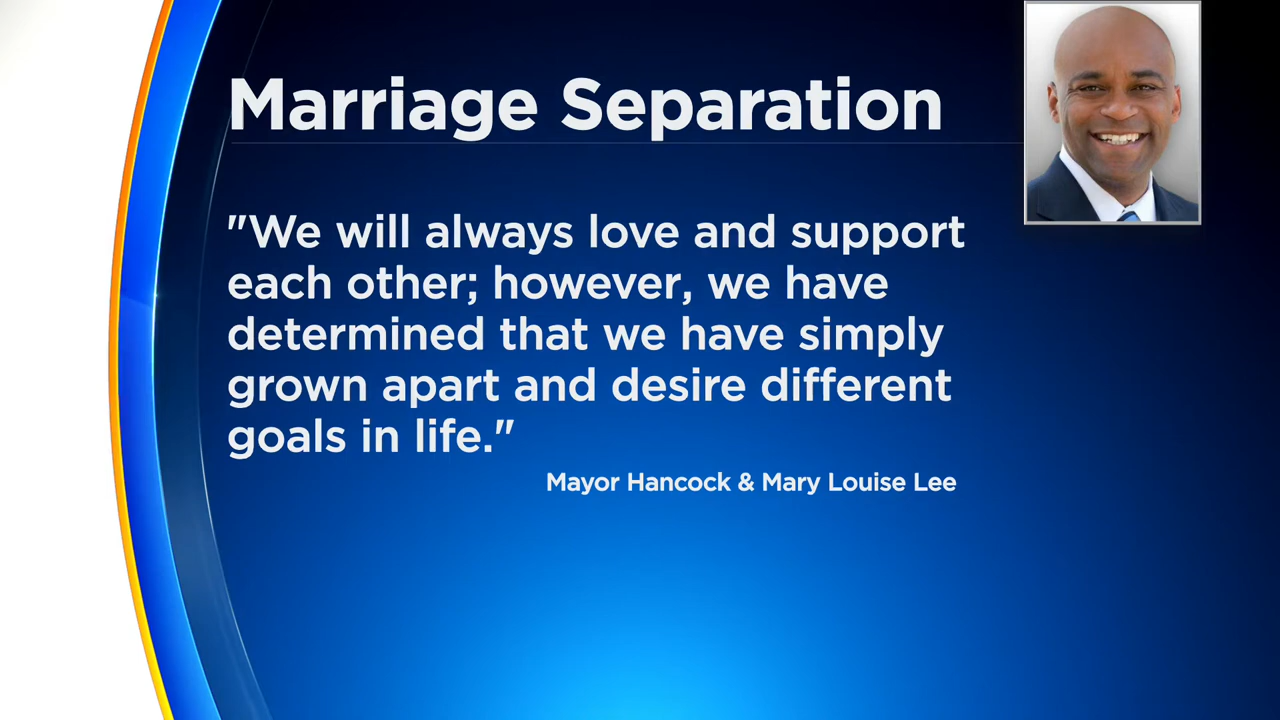 Marriage Separation
"We will always love and support
each other; however, we have
determined that we have simply
grown apart and desire different
goals in life."
Mayor Hancock & Mary Louise Lee